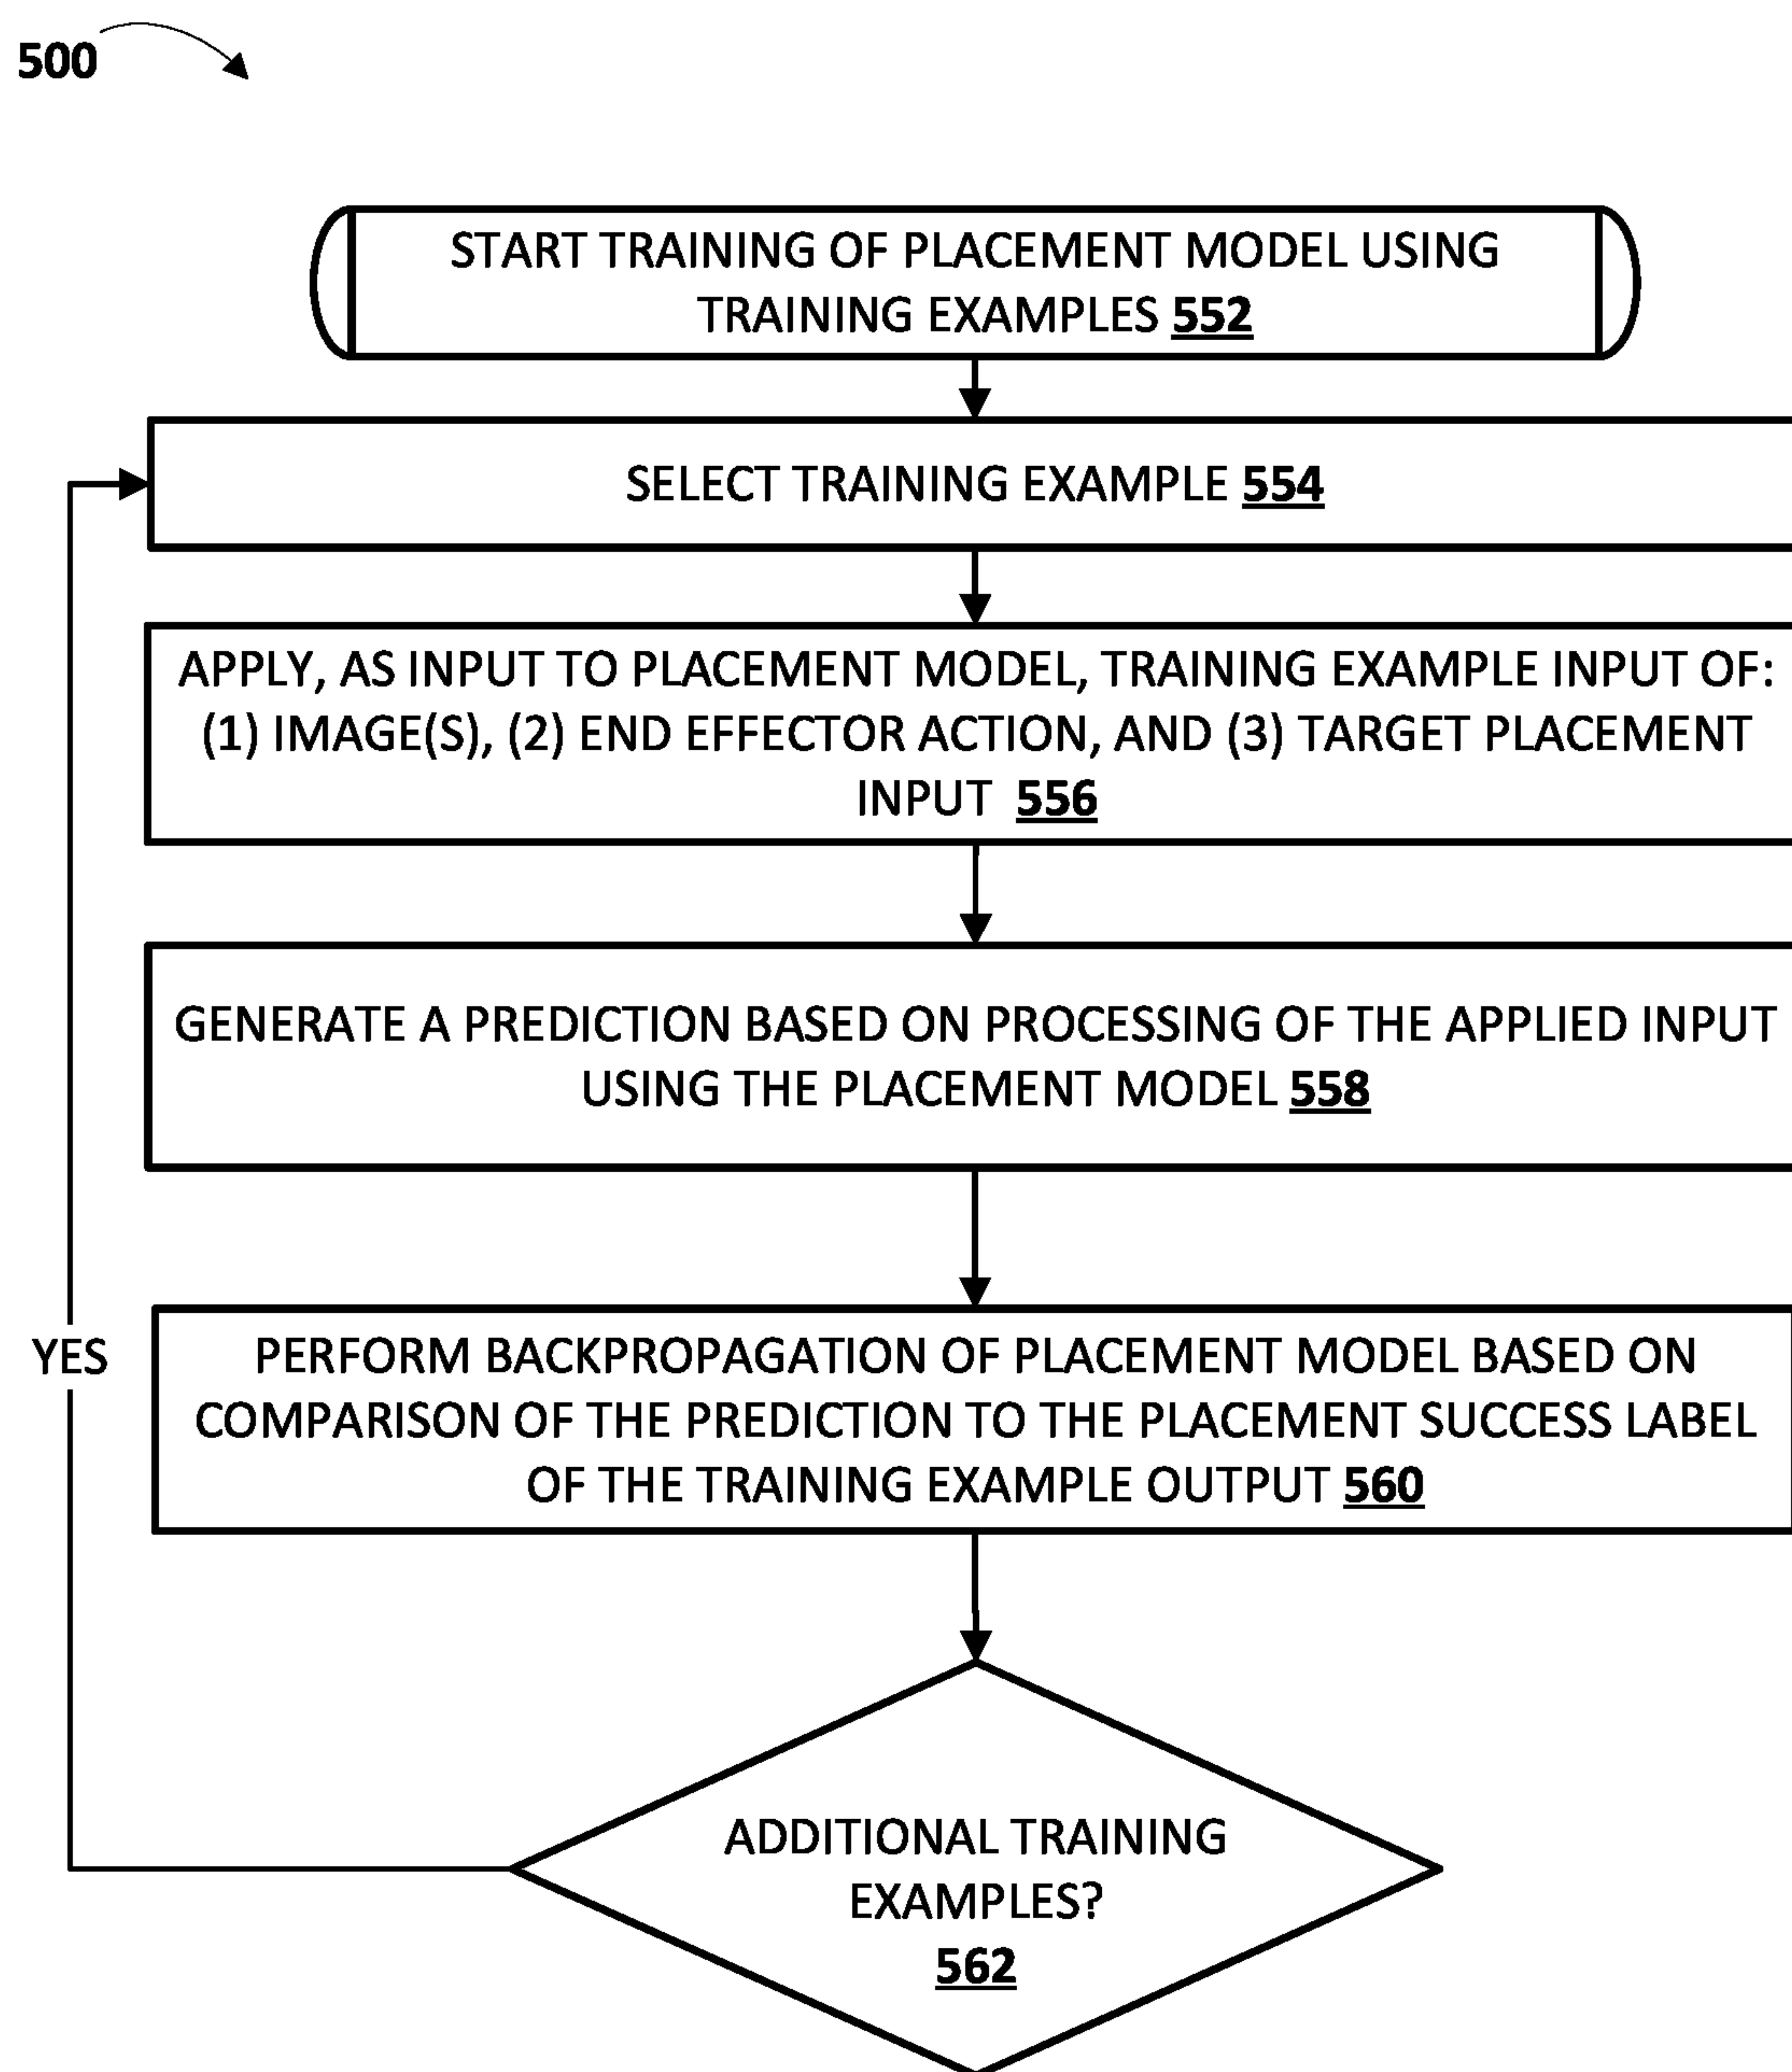 500
START TRAINING OF PLACEMENT MODEL USING
TRAINING EXAMPLES 552
SELECT TRAINING EXAMPLE 554
APPLY, AS INPUT TO PLACEMENT MODEL, TRAINING EXAMPLE INPUT OF:
(1) IMAGE(S), (2) END EFFECTOR ACTION, AND (3) TARGET PLACEMENT
INPUT 556
GENERATE A PREDICTION BASED ON PROCESSING OF THE APPLIED INPUT
USING THE PLACEMENT MODEL 558
YES
PERFORM BACKPROPAGATION OF PLACEMENT MODEL BASED ON
COMPARISON OF THE PREDICTION TO THE PLACEMENT SUCCESS LABEL
OF THE TRAINING EXAMPLE OUTPUT 560
ADDITIONAL TRAINING
EXAMPLES?
562